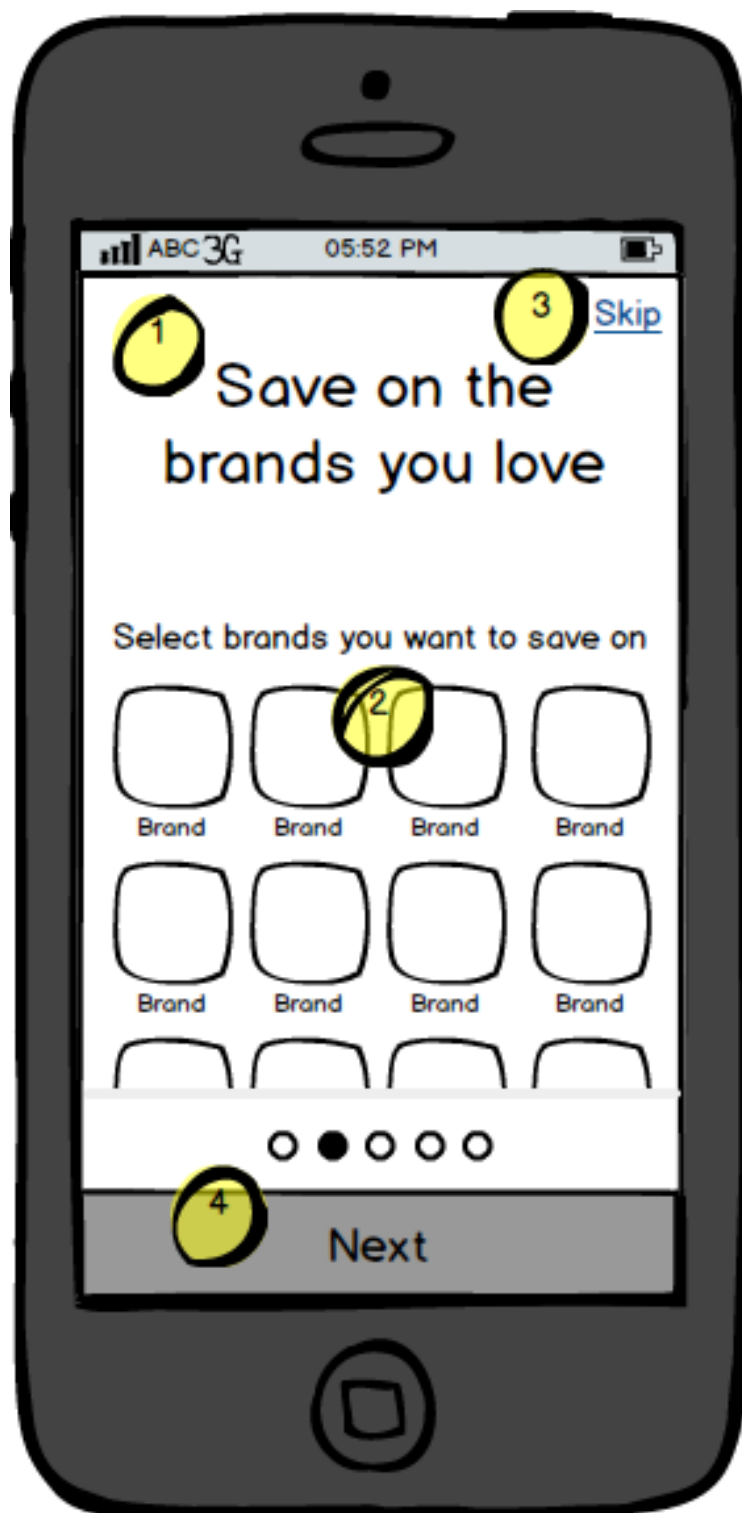 ABC 3G 05:52 PM
1
3 Skip
Save on the
brands you love
Select brands you want to save on
2
Brand Brand Brand Brand
Brand Brand Brand Brand
4
Next